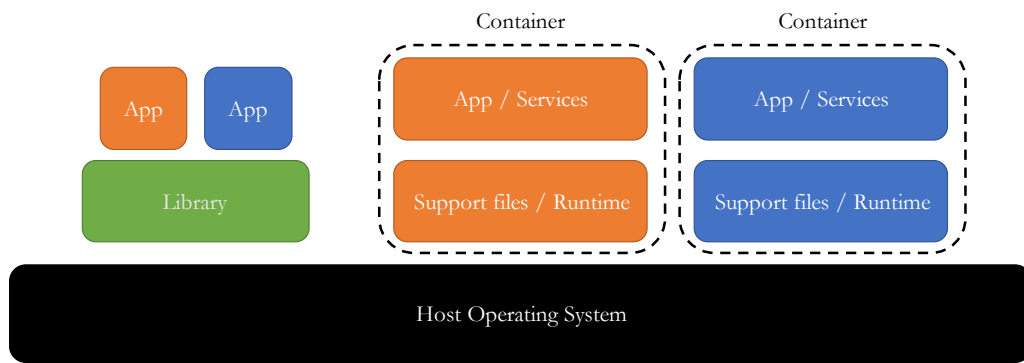 Container
Container
App
App
App / Services
App / Services
Library
Support files / Runtime
Support files / Runtime
Host Operating System